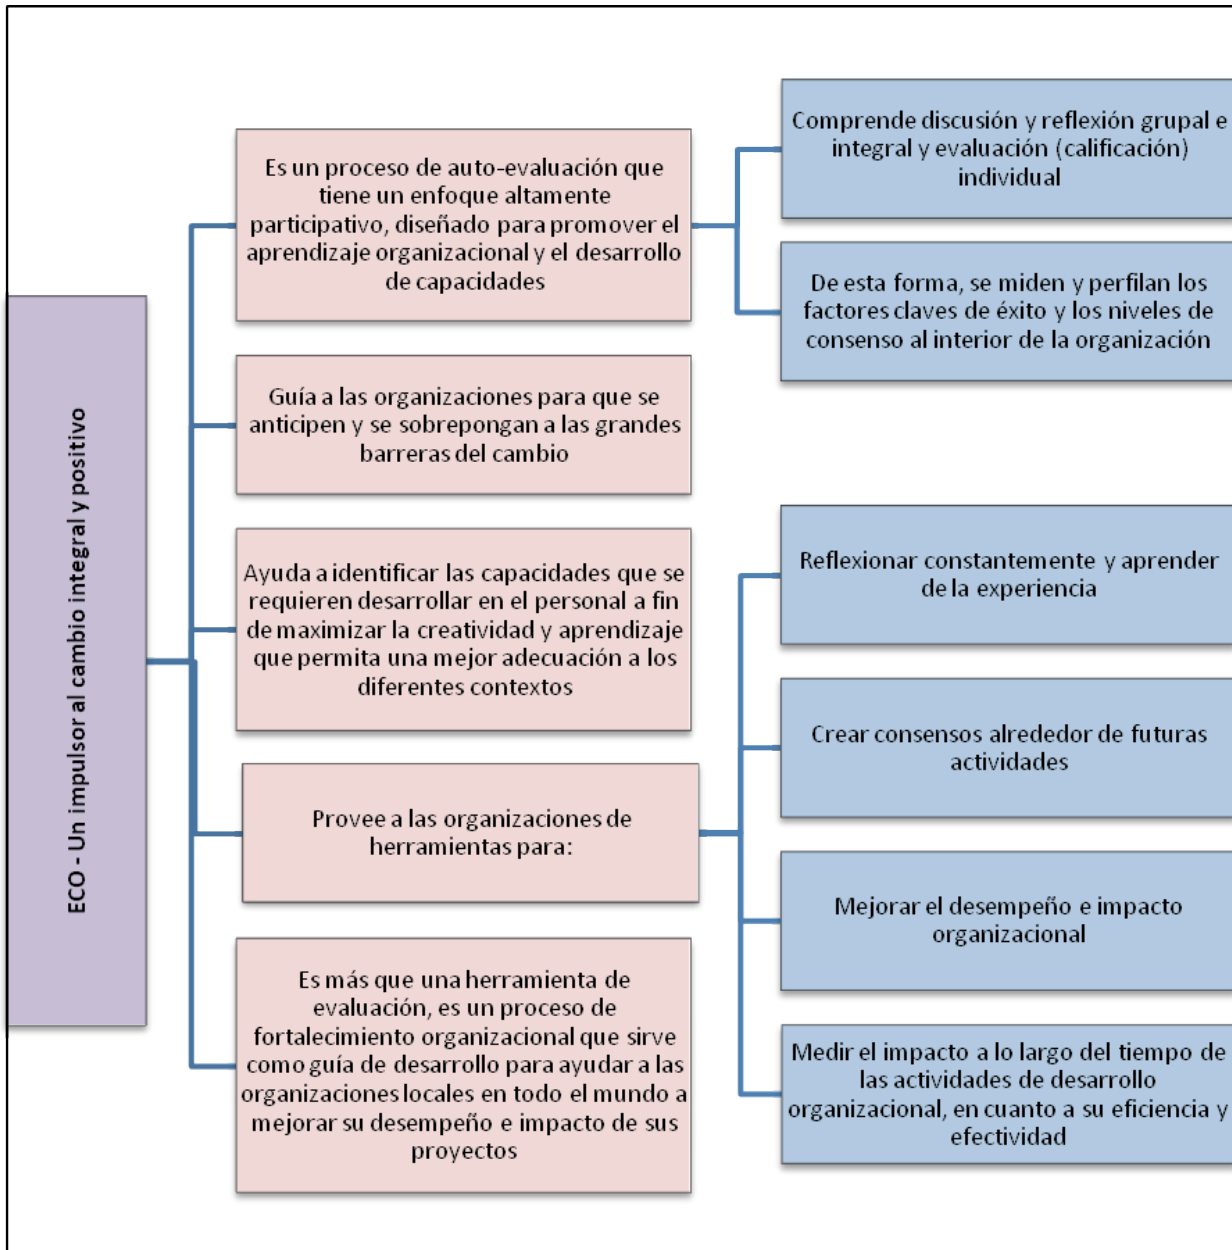 ECO - Un impulsor al cambio integral y positivo
Es un proceso de auto-evaluación que
tiene un enfoque altamente
participativo, diseñado para promover el
aprendizaje organizacional y el desarrollo
de capacidades
Comprende discusión y reflexión grupal e
integral y evaluación (calificación)
individual
De esta forma, se miden y perfilan los
factores claves de éxito y los niveles de
consenso al interior de la organización
Guía a las organizaciones para que se
anticipen y se sobrepongan a las grandes
barreras del cambio
Ayuda a identificar las capacidades que se
requieren desarrollar en el personal a fin
de maximizar la creatividad y aprendizaje
que permita una mejor adecuación a los
diferentes contextos
Provee a las organizaciones de
herramientas para:
Reflexionar constantemente y aprender
de la experiencia
Crear consensos alrededor de futuras
actividades
Mejorar el desempeño e impacto
organizacional
Medir el impacto a lo largo del tiempo de
las actividades de desarrollo
organizacional, en cuanto a su eficiencia y
efectividad
Es más que una herramienta de
evaluación, es un proceso de
fortalecimiento organizacional que sirve
como guía de desarrollo para ayudar a las
organizaciones locales en todo el mundo a
mejorar su desempeño e impacto de sus
proyectos